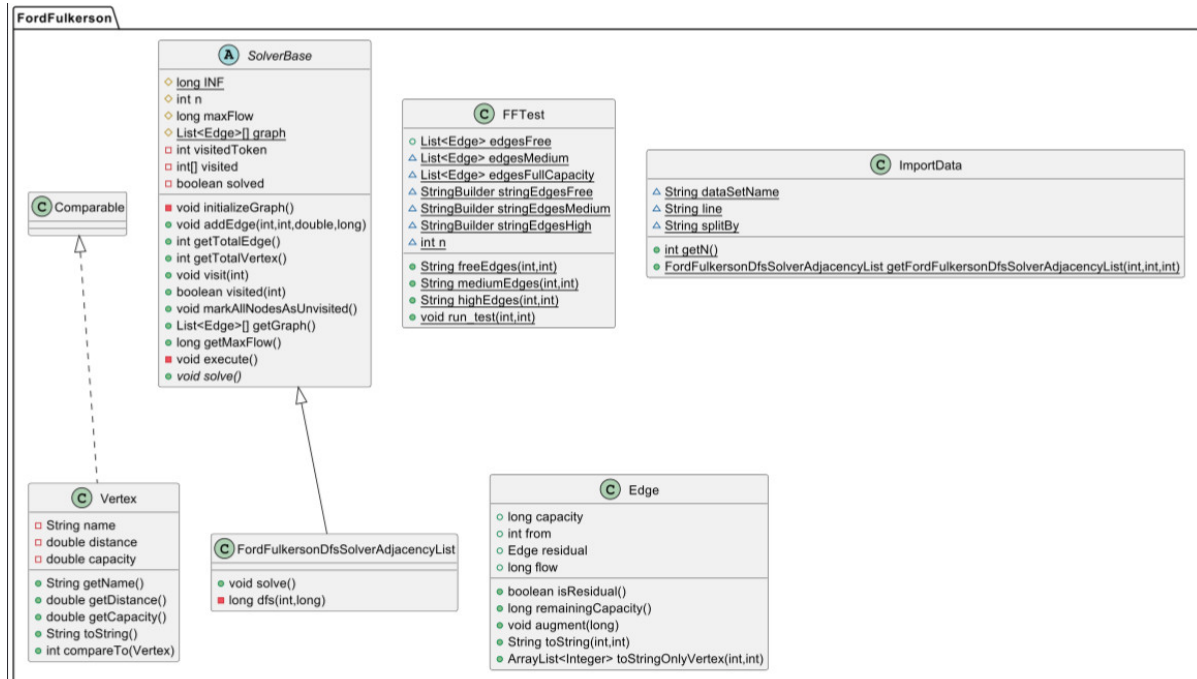 FordFulkerson
A SolverBase
long INF
int n
long maxFlow
List<Edge>[] graph
int visitedToken
int[] visited
boolean solved
void initializeGraph()
void addEdge(int,int,double,long)
int getTotalEdge()
int getTotalVertex()
void visit(int)
boolean visited(int)
void markAllNodesAsUnvisited()
List<Edge>[] getGraph()
long getMaxFlow()
void execute()
void solve()
C FFTest
List<Edge> edgesFree
List<Edge> edgesMedium
List<Edge> edgesFullCapacity
StringBuilder stringEdgesFree
StringBuilder stringEdgesMedium
StringBuilder stringEdgesHigh
int n
String freeEdges(int,int)
String mediumEdges(int,int)
String highEdges(int,int)
void run_test(int,int)
C ImportData
String dataSetName
String line
String splitBy
int getN()
FordFulkersonDfsSolverAdjacencyList getFordFulkersonDfsSolverAdjacencyList(int,int,int)
C Comparable
C Vertex
String name
double distance
double capacity
String getName()
double getDistance()
double getCapacity()
String toString()
int compareTo(Vertex)
C FordFulkersonDfsSolverAdjacencyList
void solve()
long dfs(int,long)
C Edge
long capacity
int from
Edge residual
long flow
boolean isResidual()
long remainingCapacity()
void augment(long)
String toString(int,int)
ArrayList<Integer> toStringOnlyVertex(int,int)